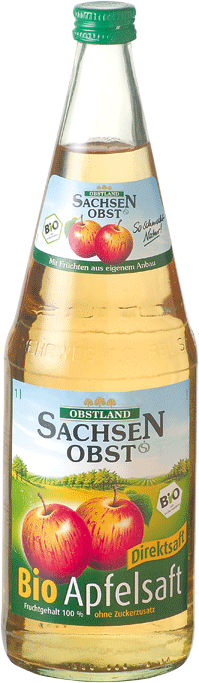 OBSTLAND
SACHSEN
OBST
BIO
So schmeckt
Natur!
Mit Früchten aus eigenem Anbau
1 l
OBSTLAND
SACHSEN
OBST
BIO
Direktsaft
Bio Apfelsaft
Fruchtgehalt 100 % ohne Zuckerzusatz